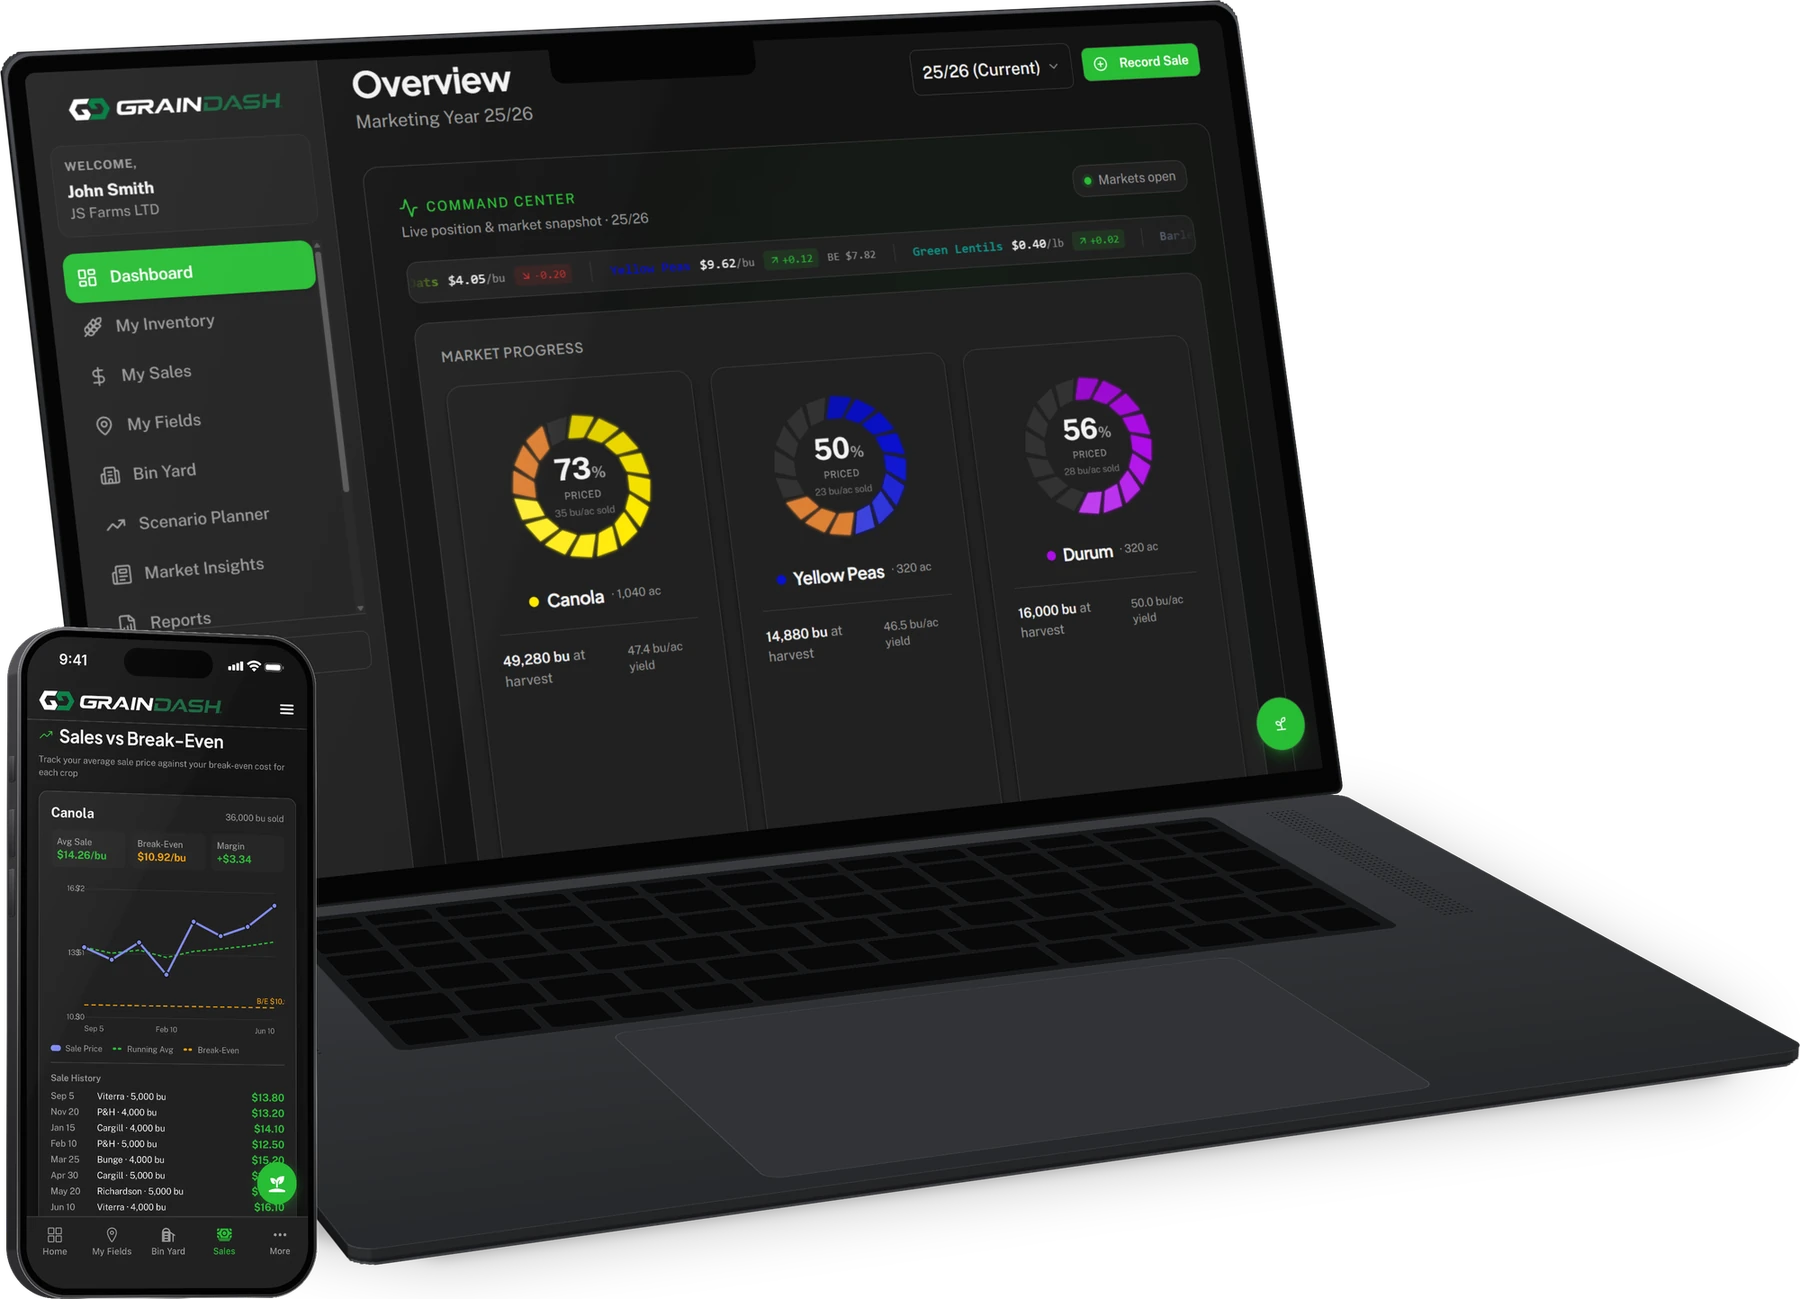 GRAINDASH
WELCOME,
John Smith
JS Farms LTD
Dashboard
My Inventory
My Sales
My Fields
Bin Yard
Scenario Planner
Market Insights
Reports
Overview
Marketing Year 25/26
25/26 (Current)
Record Sale
COMMAND CENTER
Live position & market snapshot · 25/26
Markets open
ats $4.05/bu ↘ -0.20 Yellow Peas $9.62/bu ↗ +0.12 BE $7.82 Green Lentils $0.40/lb ↗ +0.02 Barl
MARKET PROGRESS
73%
PRICED
35 bu/ac sold
Canola · 1,040 ac
49,280 bu at harvest
47.4 bu/ac yield
50%
PRICED
23 bu/ac sold
Yellow Peas · 320 ac
14,880 bu at harvest
46.5 bu/ac yield
56%
PRICED
28 bu/ac sold
Durum · 320 ac
16,000 bu at harvest
50.0 bu/ac yield
9:41
GRAINDASH
Sales vs Break-Even
Track your average sale price against your break-even cost for
each crop
Canola 36,000 bu sold
Avg Sale Break-Even Margin
$14.26/bu $10.92/bu +$3.34
B/E $10.
Sep 5 Feb 10 Jun 10
Sale Price Running Avg Break-Even
Sale History
Sep 5 Viterra · 5,000 bu $13.80
Nov 20 P&H · 4,000 bu $13.20
Jan 15 Cargill · 4,000 bu $14.10
Feb 10 P&H · 5,000 bu $12.50
Mar 25 Bunge · 4,000 bu $15.20
Apr 30 Cargill · 5,000 bu
May 20 Richardson · 5,000 bu
Jun 10 Viterra · 4,000 bu $16.10
Home My Fields Bin Yard Sales More